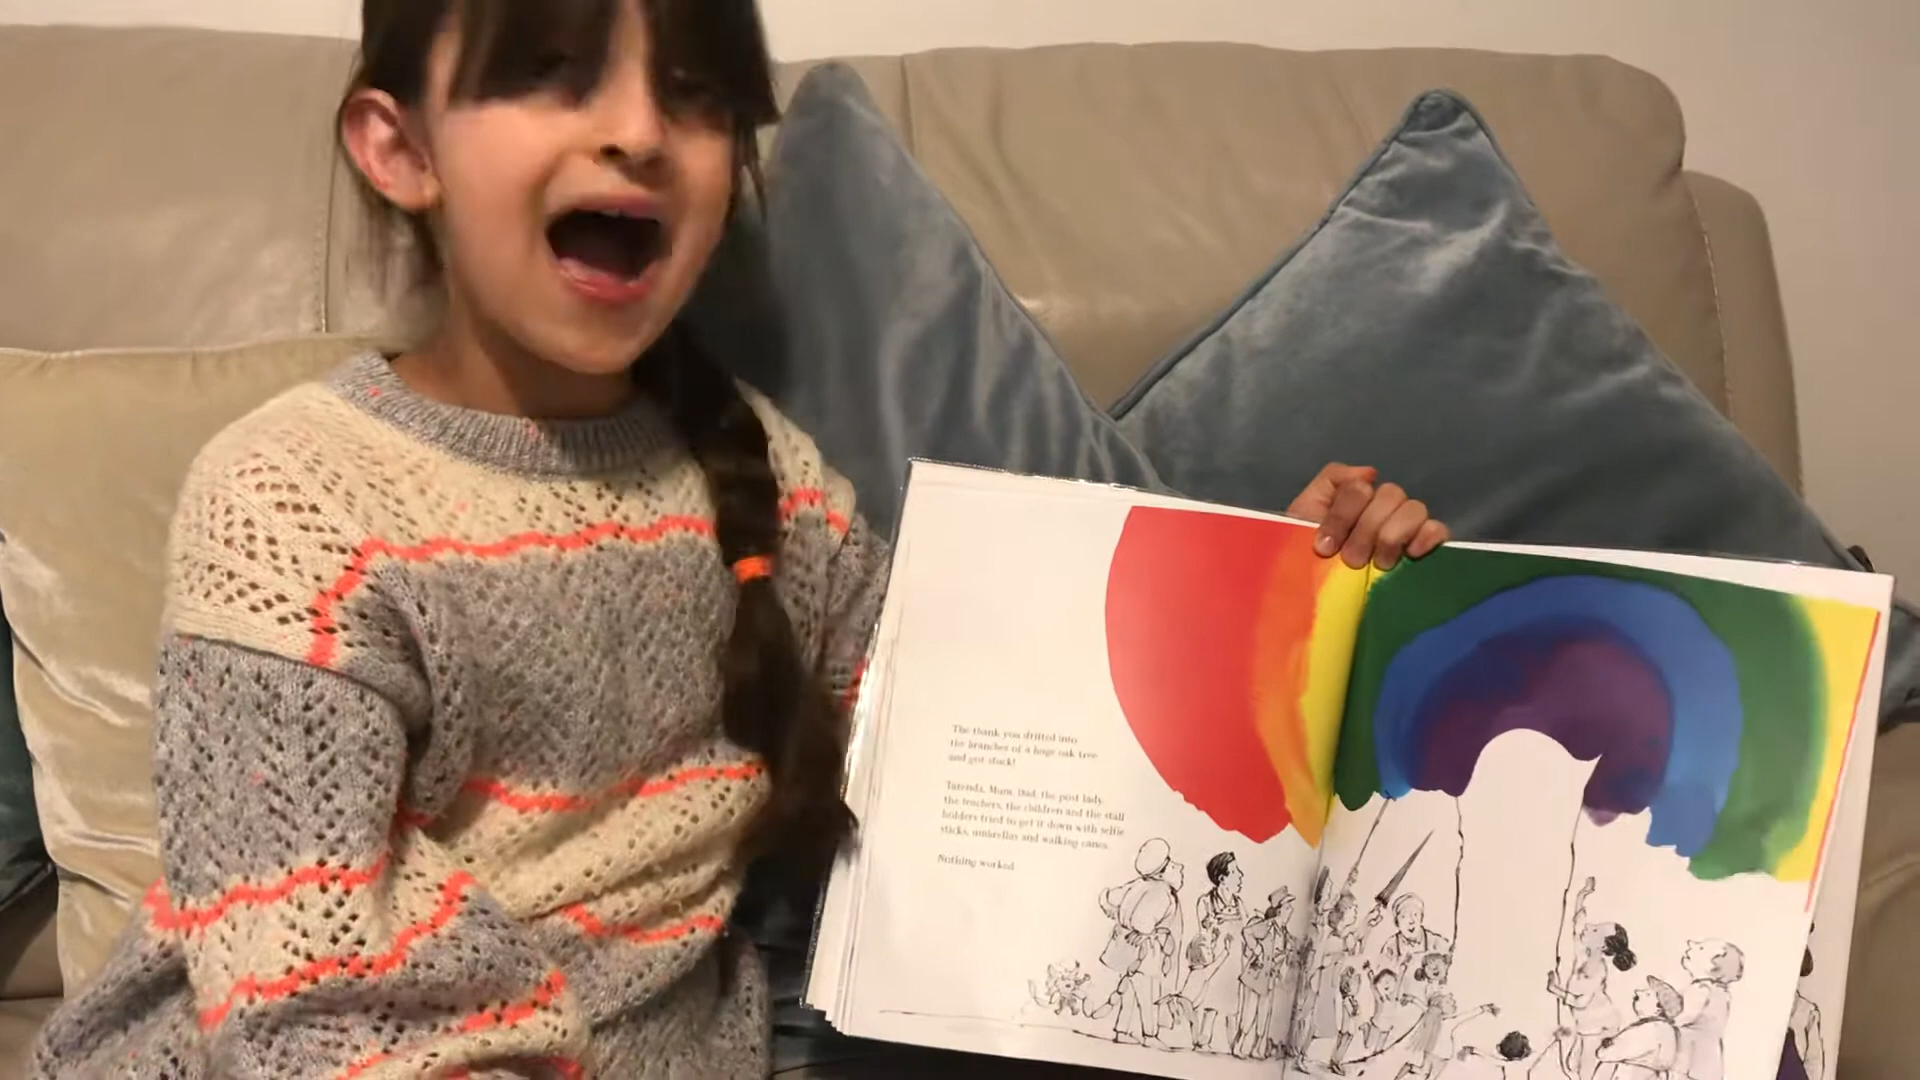 The thank you drifted into
the branches of a huge oak tree
and got stuck!
Tatenda, Mum, Dad, the post lady,
the teachers, the children and the stall
holders tried to get it down with selfie
sticks, umbrellas and walking canes.
Nothing worked.